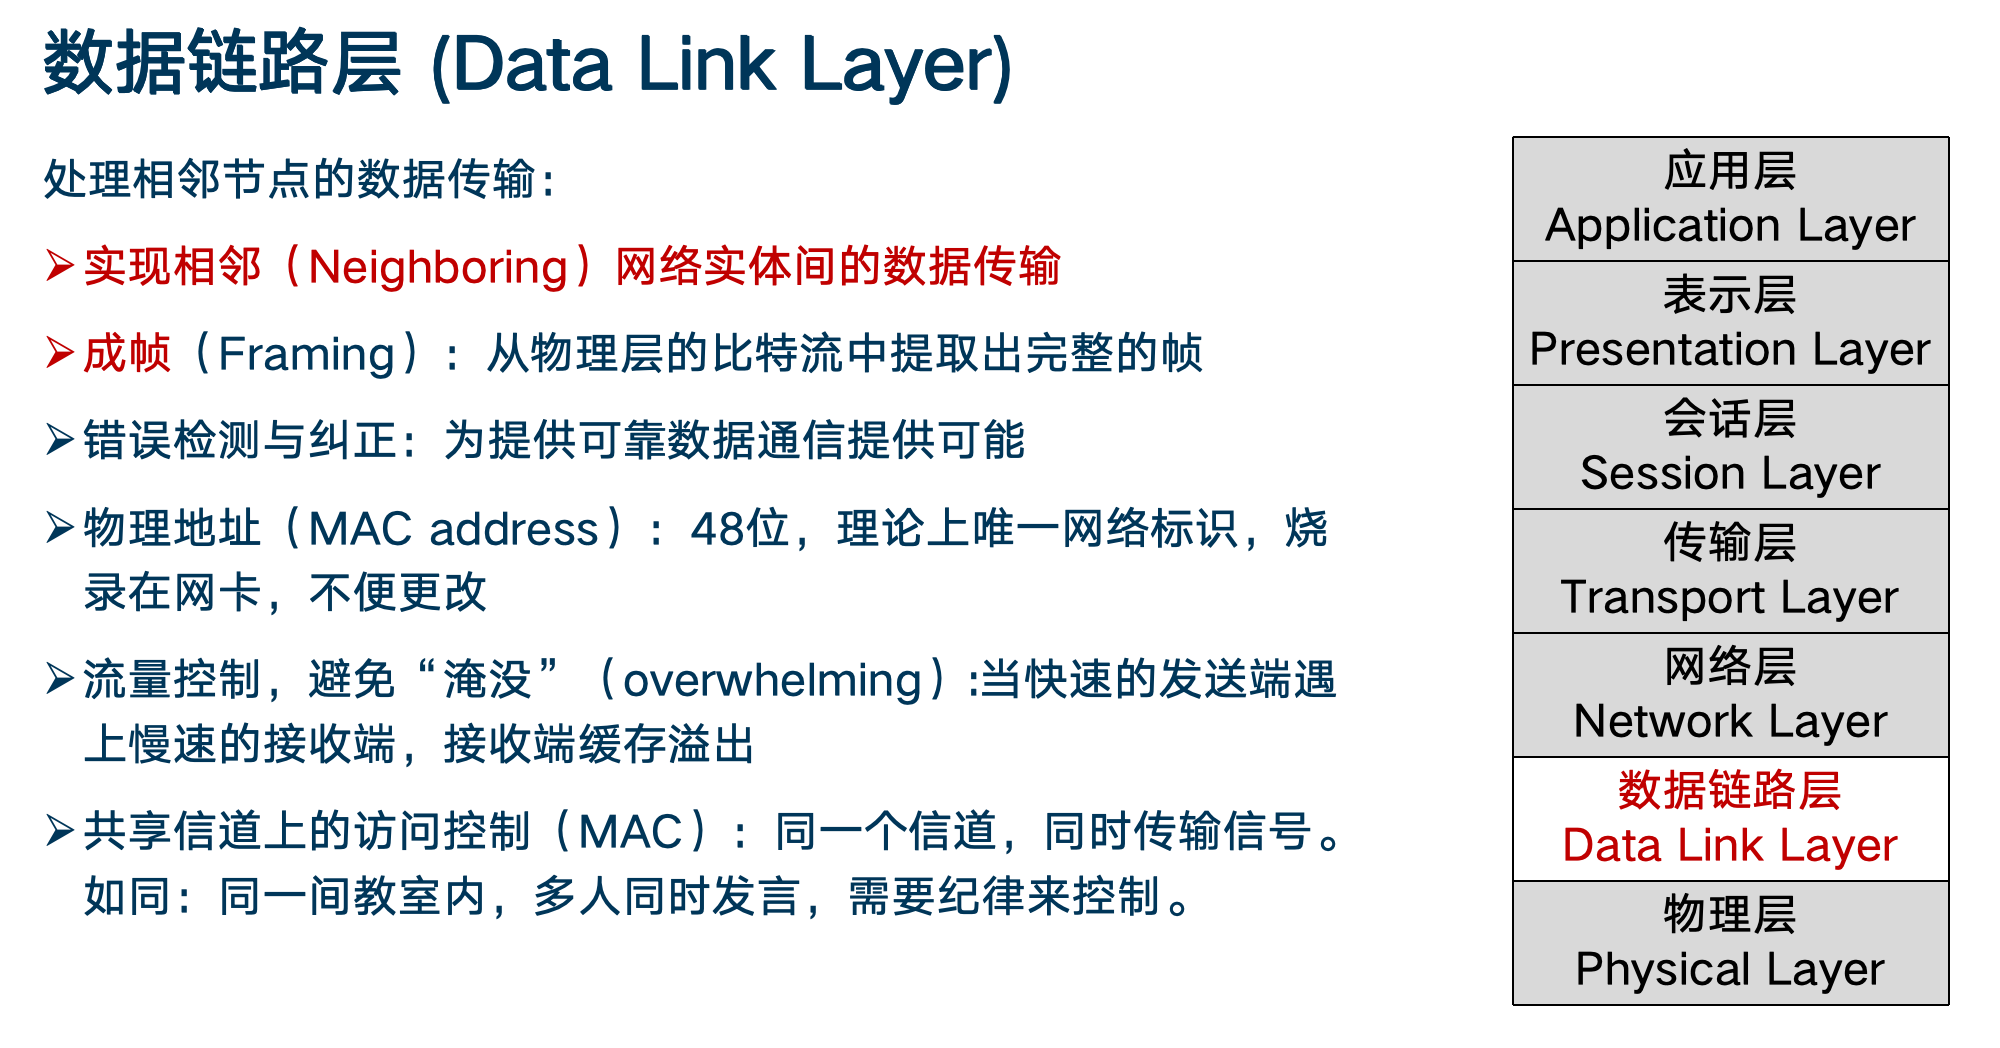 数据链路层 (Data Link Layer)
处理相邻节点的数据传输：
➢实现相邻（Neighboring）网络实体间的数据传输
➢成帧（Framing）：从物理层的比特流中提取出完整的帧
➢错误检测与纠正：为提供可靠数据通信提供可能
➢物理地址（MAC address）：48位，理论上唯一网络标识，烧
录在网卡，不便更改
➢流量控制，避免“淹没”（overwhelming）:当快速的发送端遇
上慢速的接收端，接收端缓存溢出
➢共享信道上的访问控制（MAC）：同一个信道，同时传输信号。
如同：同一间教室内，多人同时发言，需要纪律来控制。
应用层
Application Layer
表示层
Presentation Layer
会话层
Session Layer
传输层
Transport Layer
网络层
Network Layer
数据链路层
Data Link Layer
物理层
Physical Layer